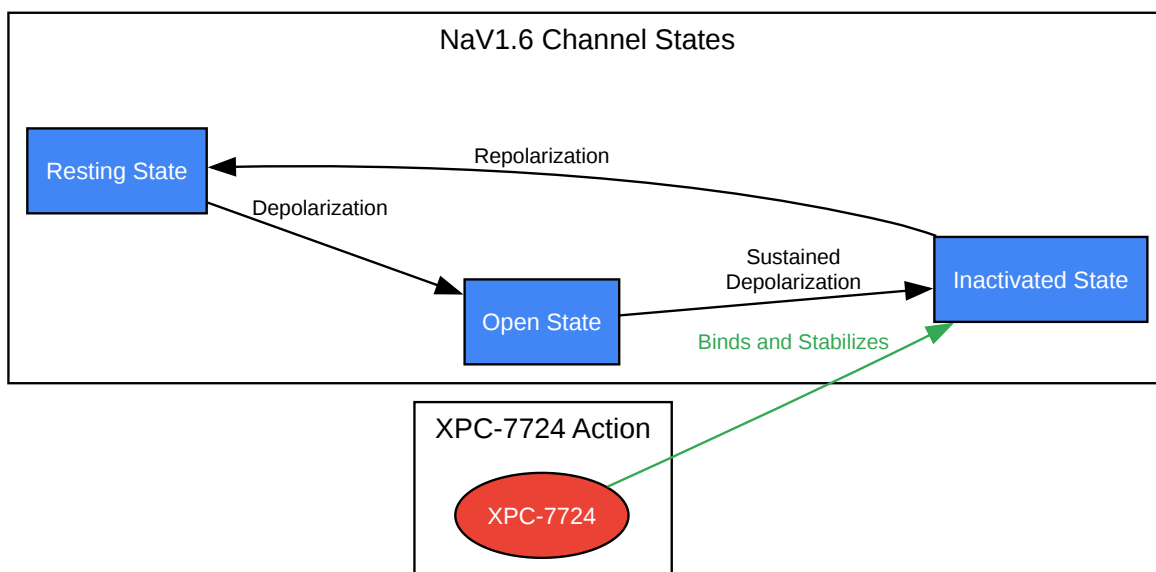 NaV1.6 Channel States
Repolarization
Resting State
Depolarization
Sustained
Depolarization
Inactivated State
Open State
Binds and Stabilizes
XPC-7724 Action
XPC-7724